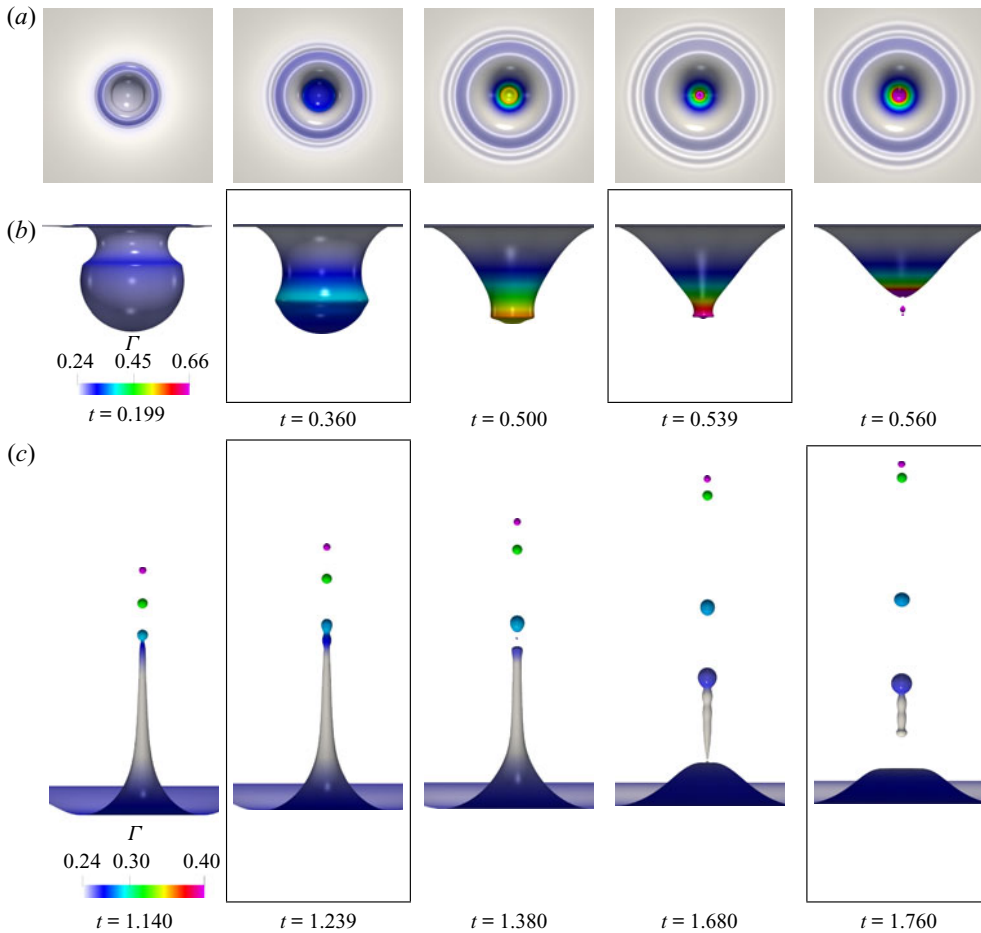 (a)
(b)
Γ
0.24 0.45 0.66
t = 0.199 t = 0.360 t = 0.500 t = 0.539 t = 0.560
(c)
Γ
0.24 0.30 0.40
t = 1.140 t = 1.239 t = 1.380 t = 1.680 t = 1.760